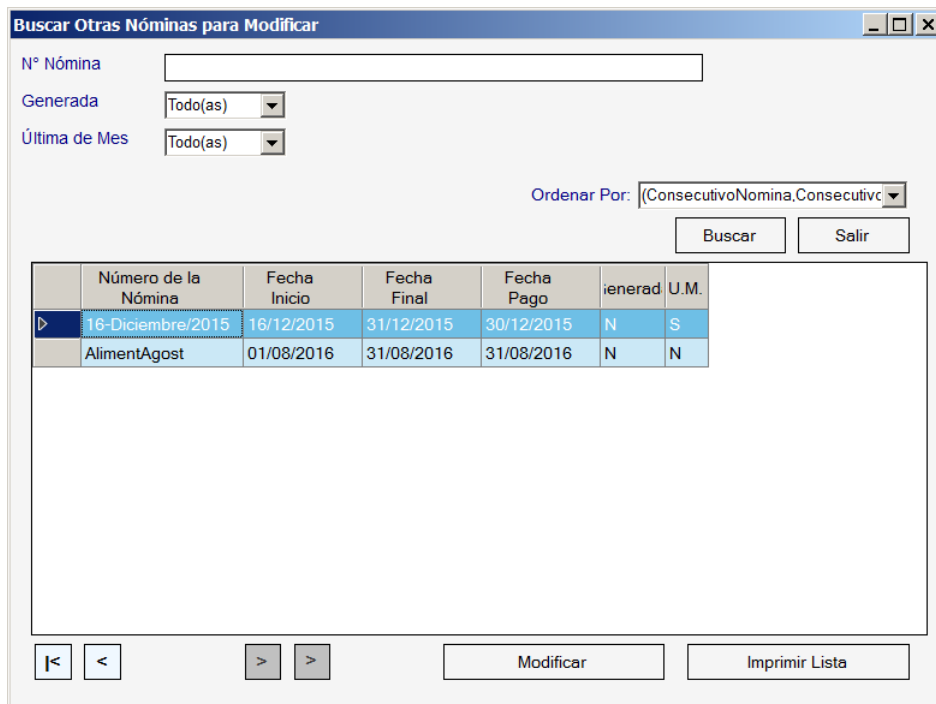 Buscar Otras Nóminas para Modificar
N° Nómina
Generada Todo(as)
Última de Mes Todo(as)
Ordenar Por: (ConsecutivoNomina,Consecutivo
Buscar Salir
Número de la Nómina Fecha Inicio Fecha Final Fecha Pago Generad U.M.
16-Diciembre/2015 16/12/2015 31/12/2015 30/12/2015 N S
AlimentAgost 01/08/2016 31/08/2016 31/08/2016 N N
|< < > > Modificar Imprimir Lista